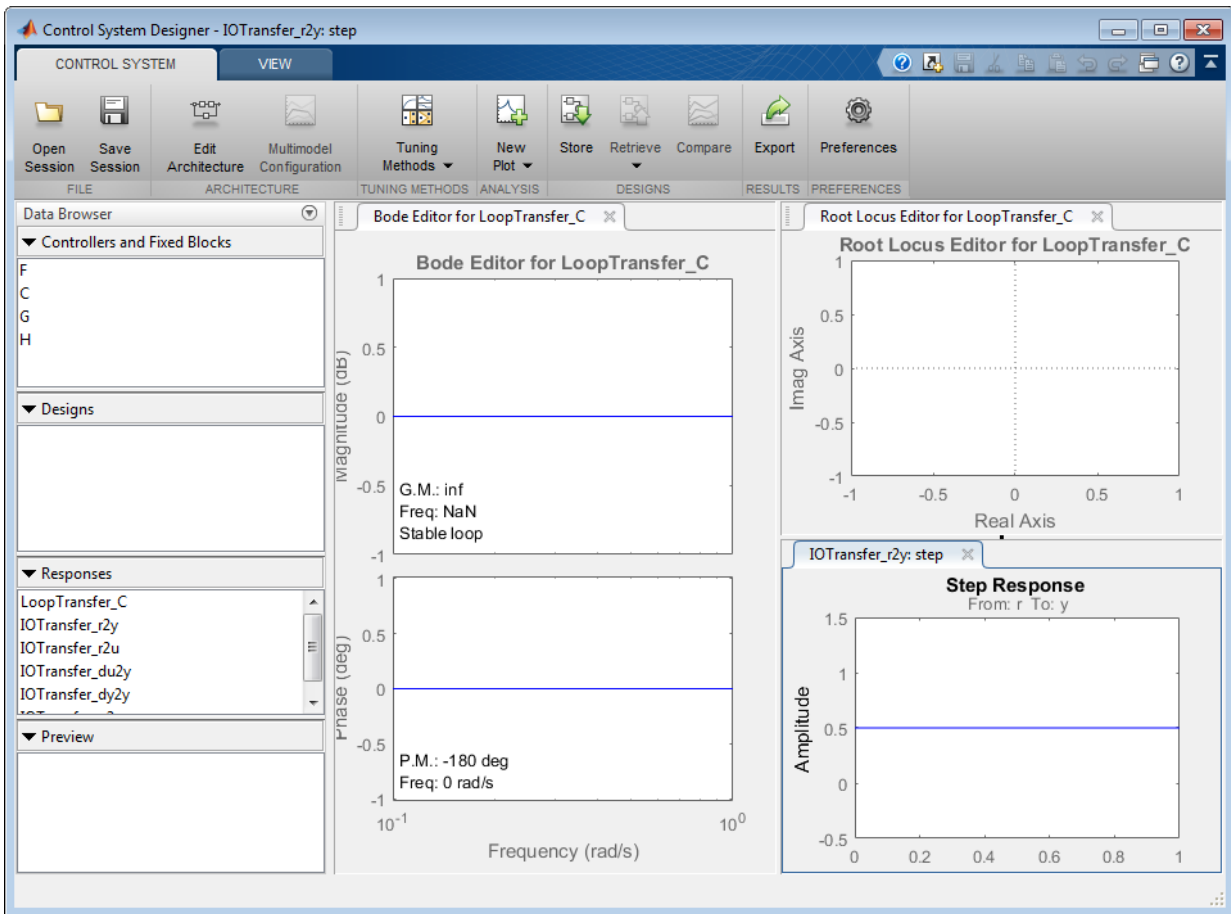 Control System Designer - IOTransfer_r2y: step
CONTROL SYSTEM
VIEW
Open Session
Save Session
Edit Architecture
Multimodel Configuration
Tuning Methods
New Plot
Store
Retrieve
Compare
Export
Preferences
FILE
ARCHITECTURE
TUNING METHODS
ANALYSIS
DESIGNS
RESULTS
PREFERENCES
Data Browser
Controllers and Fixed Blocks
F
C
G
H
Designs
Responses
LoopTransfer_C
IOTransfer_r2y
IOTransfer_r2u
IOTransfer_du2y
IOTransfer_dy2y
Preview
Bode Editor for LoopTransfer_C
Bode Editor for LoopTransfer_C
Magnitude (dB)
1
0.5
0
-0.5
-1
G.M.: inf
Freq: NaN
Stable loop
Phase (deg)
1
0.5
0
-0.5
-1
P.M.: -180 deg
Freq: 0 rad/s
10^-1
10^0
Frequency (rad/s)
Root Locus Editor for LoopTransfer_C
Root Locus Editor for LoopTransfer_C
Imag Axis
1
0.5
0
-0.5
-1
-1 -0.5 0 0.5 1
Real Axis
IOTransfer_r2y: step
Step Response
From: r To: y
Amplitude
1.5
1
0.5
0
-0.5
0 0.2 0.4 0.6 0.8 1